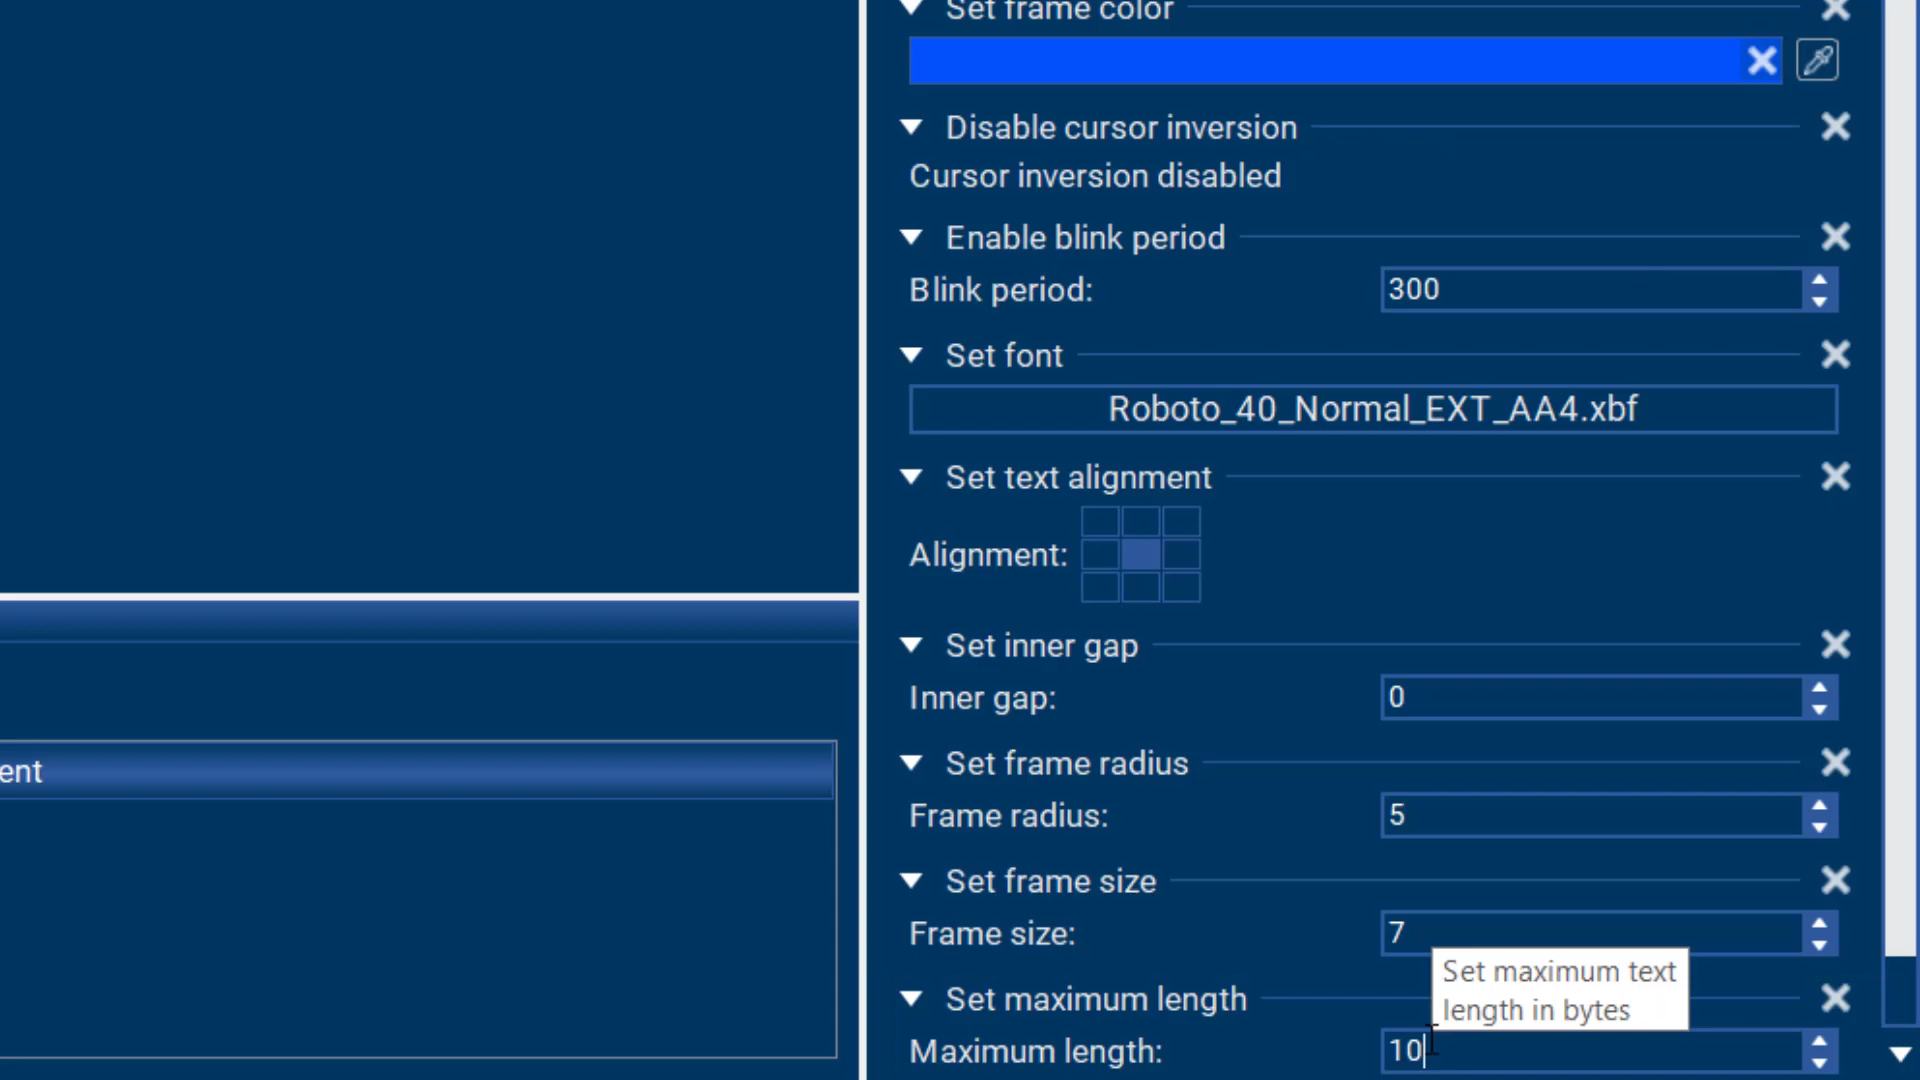 Set frame color
Disable cursor inversion
Cursor inversion disabled
Enable blink period
Blink period: 300
Set font
Roboto_40_Normal_EXT_AA4.xbf
Set text alignment
Alignment:
Set inner gap
Inner gap: 0
Set frame radius
Frame radius: 5
ent
Set frame size
Frame size: 7
Set maximum text
length in bytes
Set maximum length
Maximum length: 10